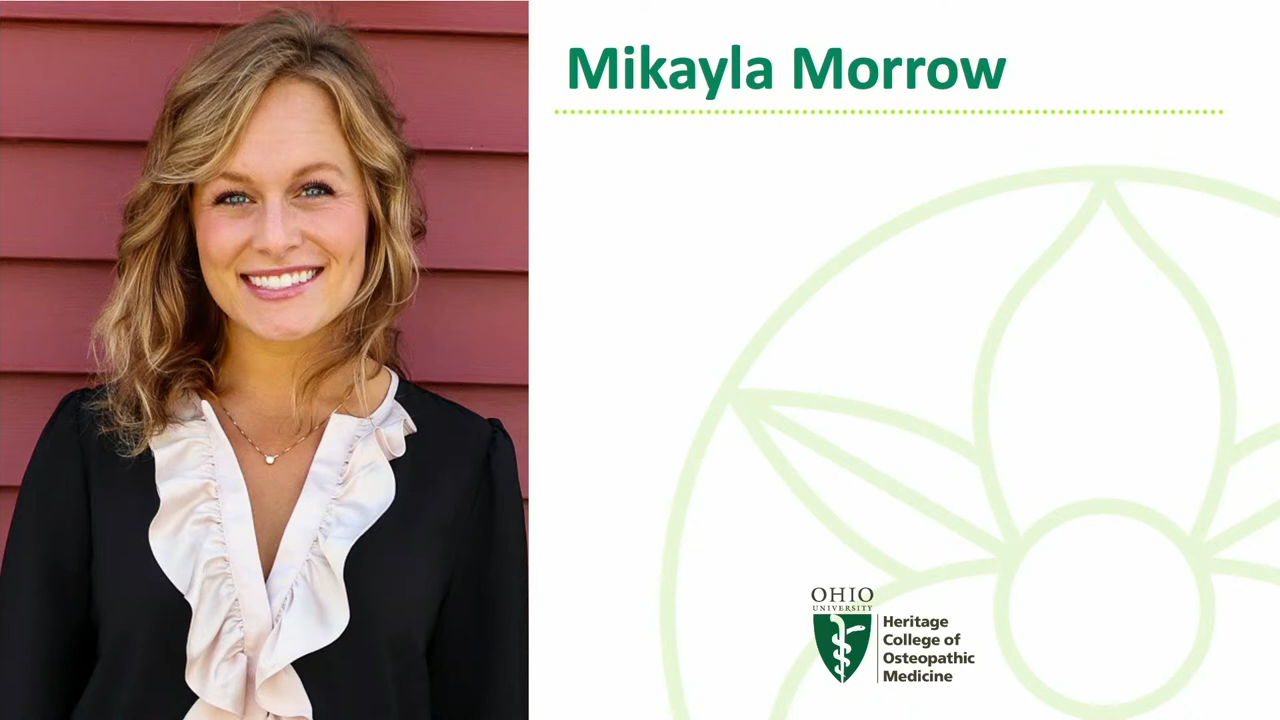 Mikayla Morrow
OHIO
UNIVERSITY
Heritage
College of
Osteopathic
Medicine